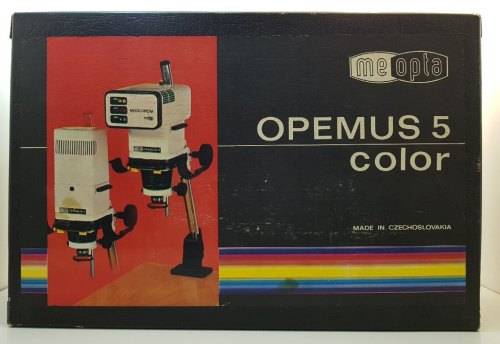 meopta
OPEMUS 5
color
MADE IN CZECHOSLOVAKIA